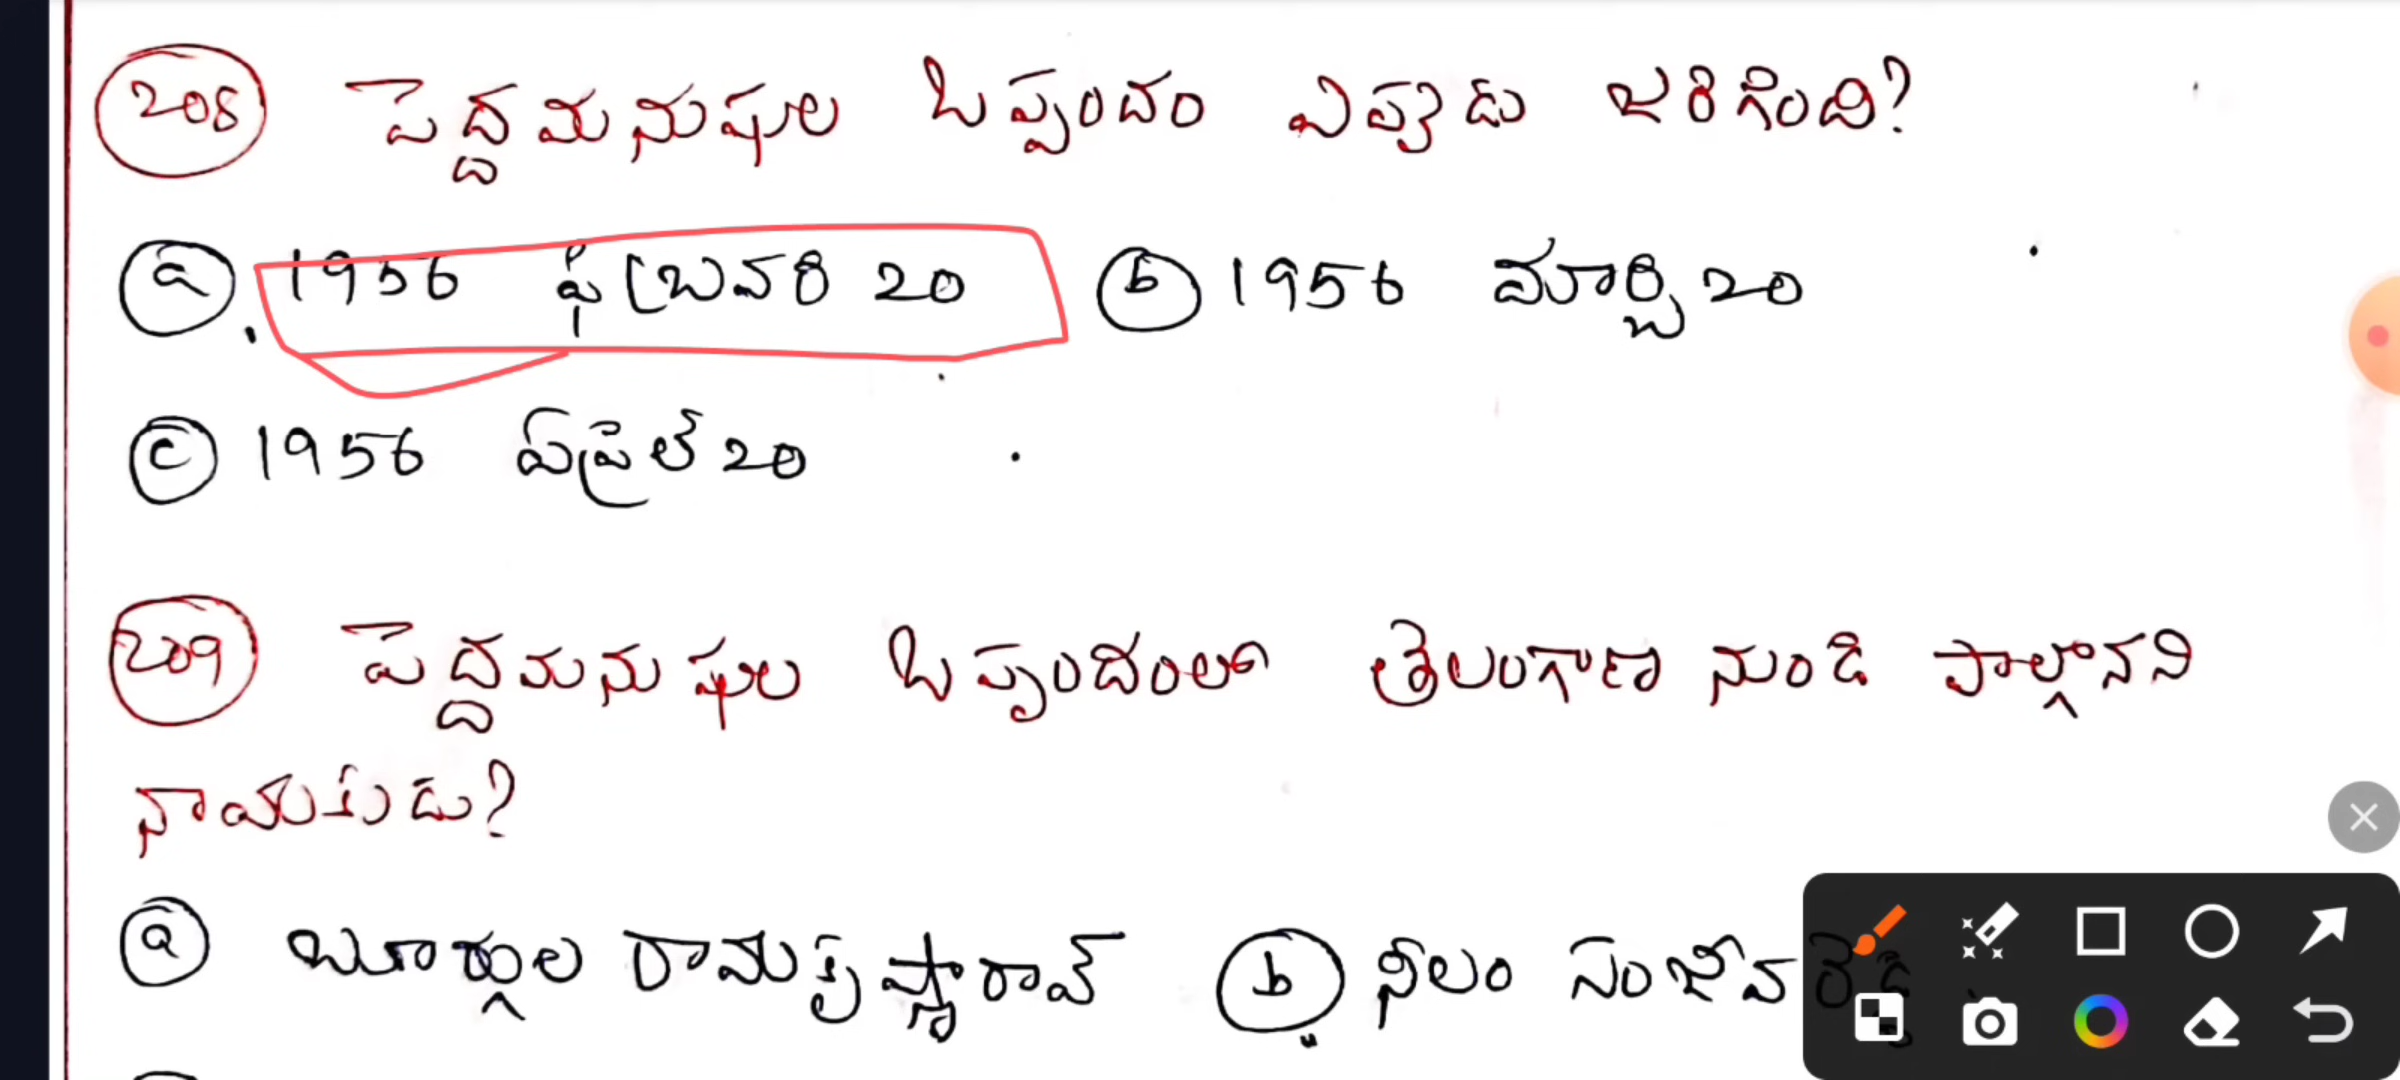 208 పెద్దమనుషుల ఒప్పందం ఎప్పుడు జరిగింది?
a 1956 ఫిబ్రవరి 20 b 1956 మార్చి 20
c 1956 ఏప్రిల్ 20
209 పెద్దమనుషుల ఒప్పందంలో తెలంగాణ నుండి పాల్గొనని
నాయకుడు?
a బూర్గుల రామకృష్ణారావ్ b నీలం సంజీవ రెడ్డి